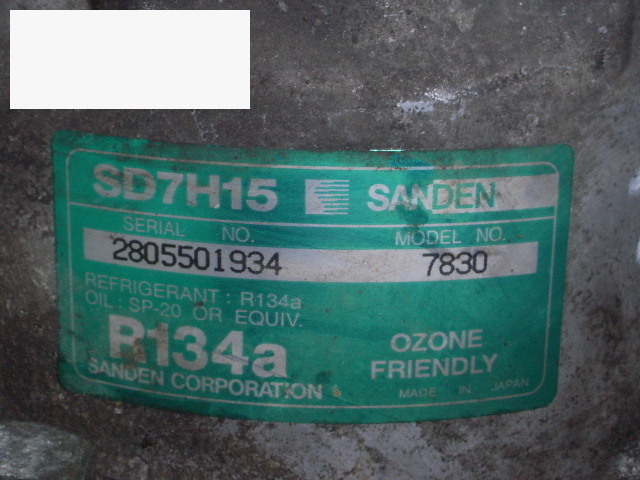 SD7H15 SANDEN
SERIAL NO. MODEL NO.
2805501934 7830
REFRIGERANT : R134a
OIL : SP-20 OR EQUIV.
R134a
OZONE
FRIENDLY
SANDEN CORPORATION
MADE IN JAPAN